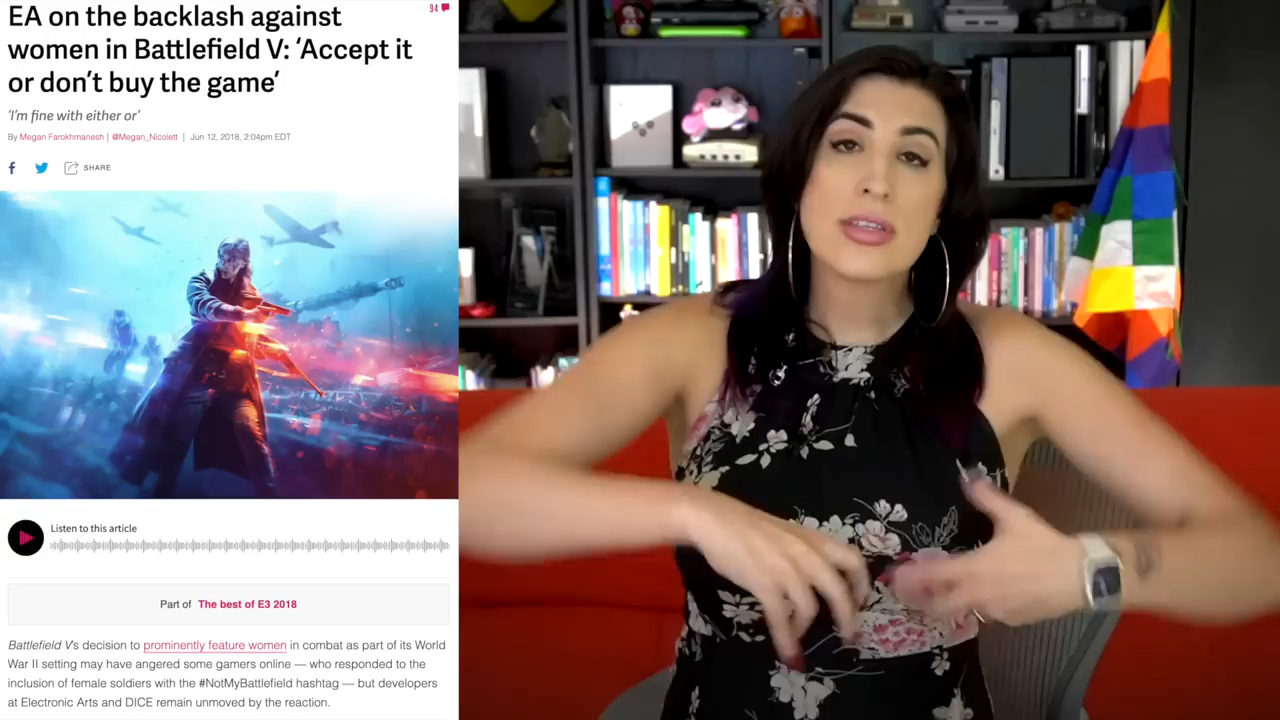 EA on the backlash against
women in Battlefield V: ‘Accept it
or don’t buy the game’
94
‘I’m fine with either or’
By Megan Farokhmanesh | @Megan_Nicolett | Jun 12, 2018, 2:04pm EDT
SHARE
Listen to this article
Part of The best of E3 2018
Battlefield V’s decision to prominently feature women in combat as part of its World
War II setting may have angered some gamers online — who responded to the
inclusion of female soldiers with the #NotMyBattlefield hashtag — but developers
at Electronic Arts and DICE remain unmoved by the reaction.